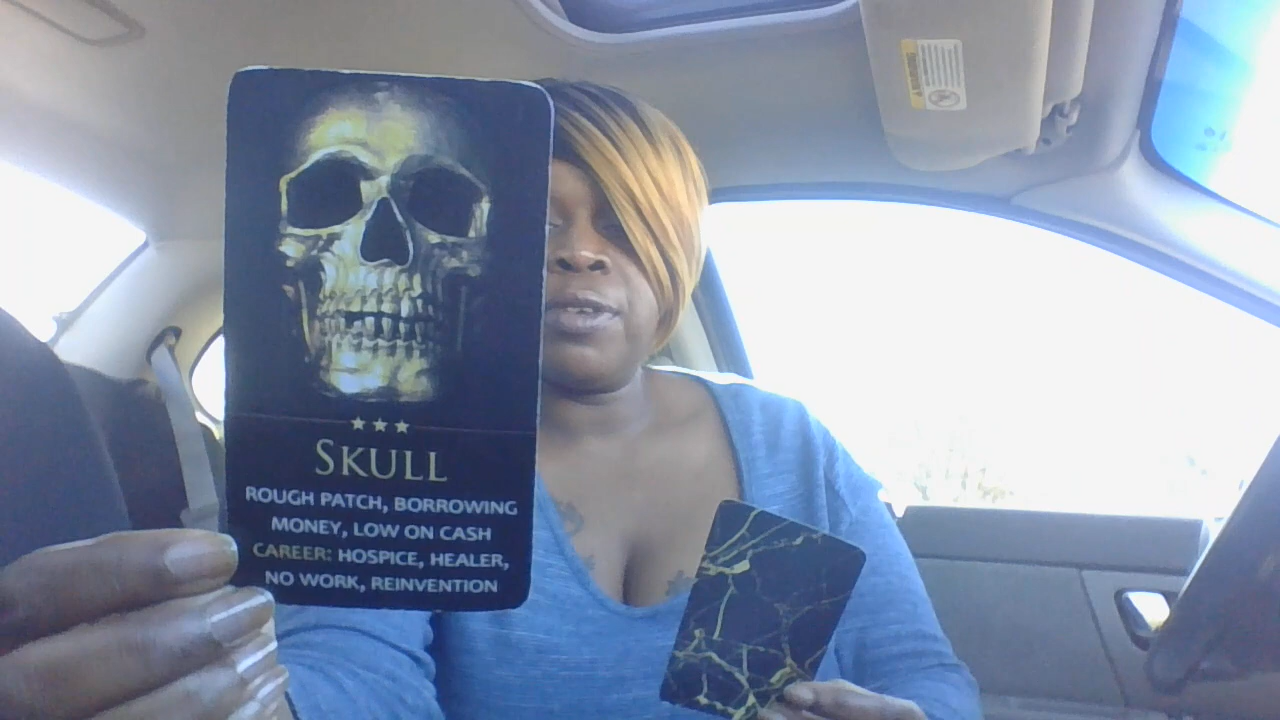 SKULL
ROUGH PATCH, BORROWING
MONEY, LOW ON CASH
CAREER: HOSPICE, HEALER,
NO WORK, REINVENTION